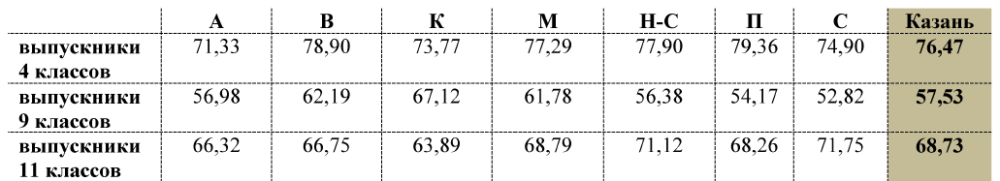 А В К М Н-С П С Казань
выпускники 71,33 78,90 73,77 77,29 77,90 79,36 74,90 76,47
4 классов
выпускники 56,98 62,19 67,12 61,78 56,38 54,17 52,82 57,53
9 классов
выпускники 66,32 66,75 63,89 68,79 71,12 68,26 71,75 68,73
11 классов